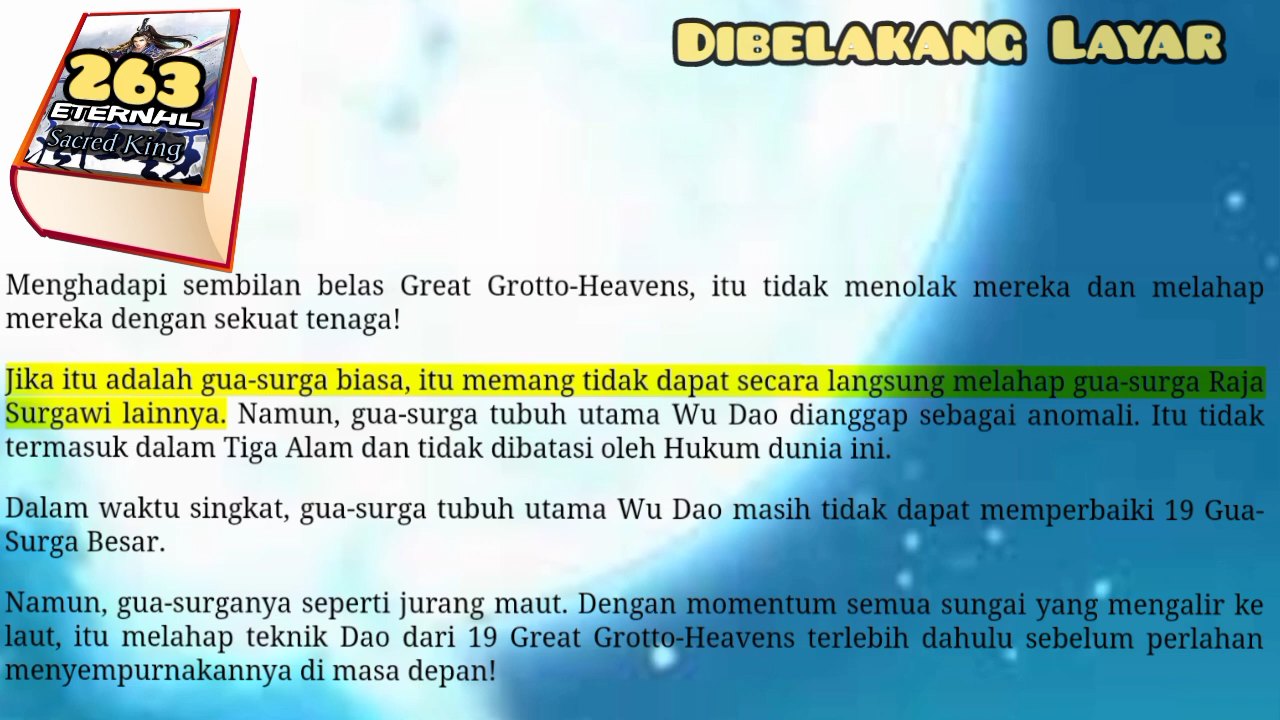 DIBELAKANG LAYAR
263
ETERNAL
Sacred King
Menghadapi sembilan belas Great Grotto-Heavens, itu tidak menolak mereka dan melahap
mereka dengan sekuat tenaga!
Jika itu adalah gua-surga biasa, itu memang tidak dapat secara langsung melahap gua-surga Raja
Surgawi lainnya. Namun, gua-surga tubuh utama Wu Dao dianggap sebagai anomali. Itu tidak
termasuk dalam Tiga Alam dan tidak dibatasi oleh Hukum dunia ini.
Dalam waktu singkat, gua-surga tubuh utama Wu Dao masih tidak dapat memperbaiki 19 Gua-
Surga Besar.
Namun, gua-surganya seperti jurang maut. Dengan momentum semua sungai yang mengalir ke
laut, itu melahap teknik Dao dari 19 Great Grotto-Heavens terlebih dahulu sebelum perlahan
menyempurnakannya di masa depan!